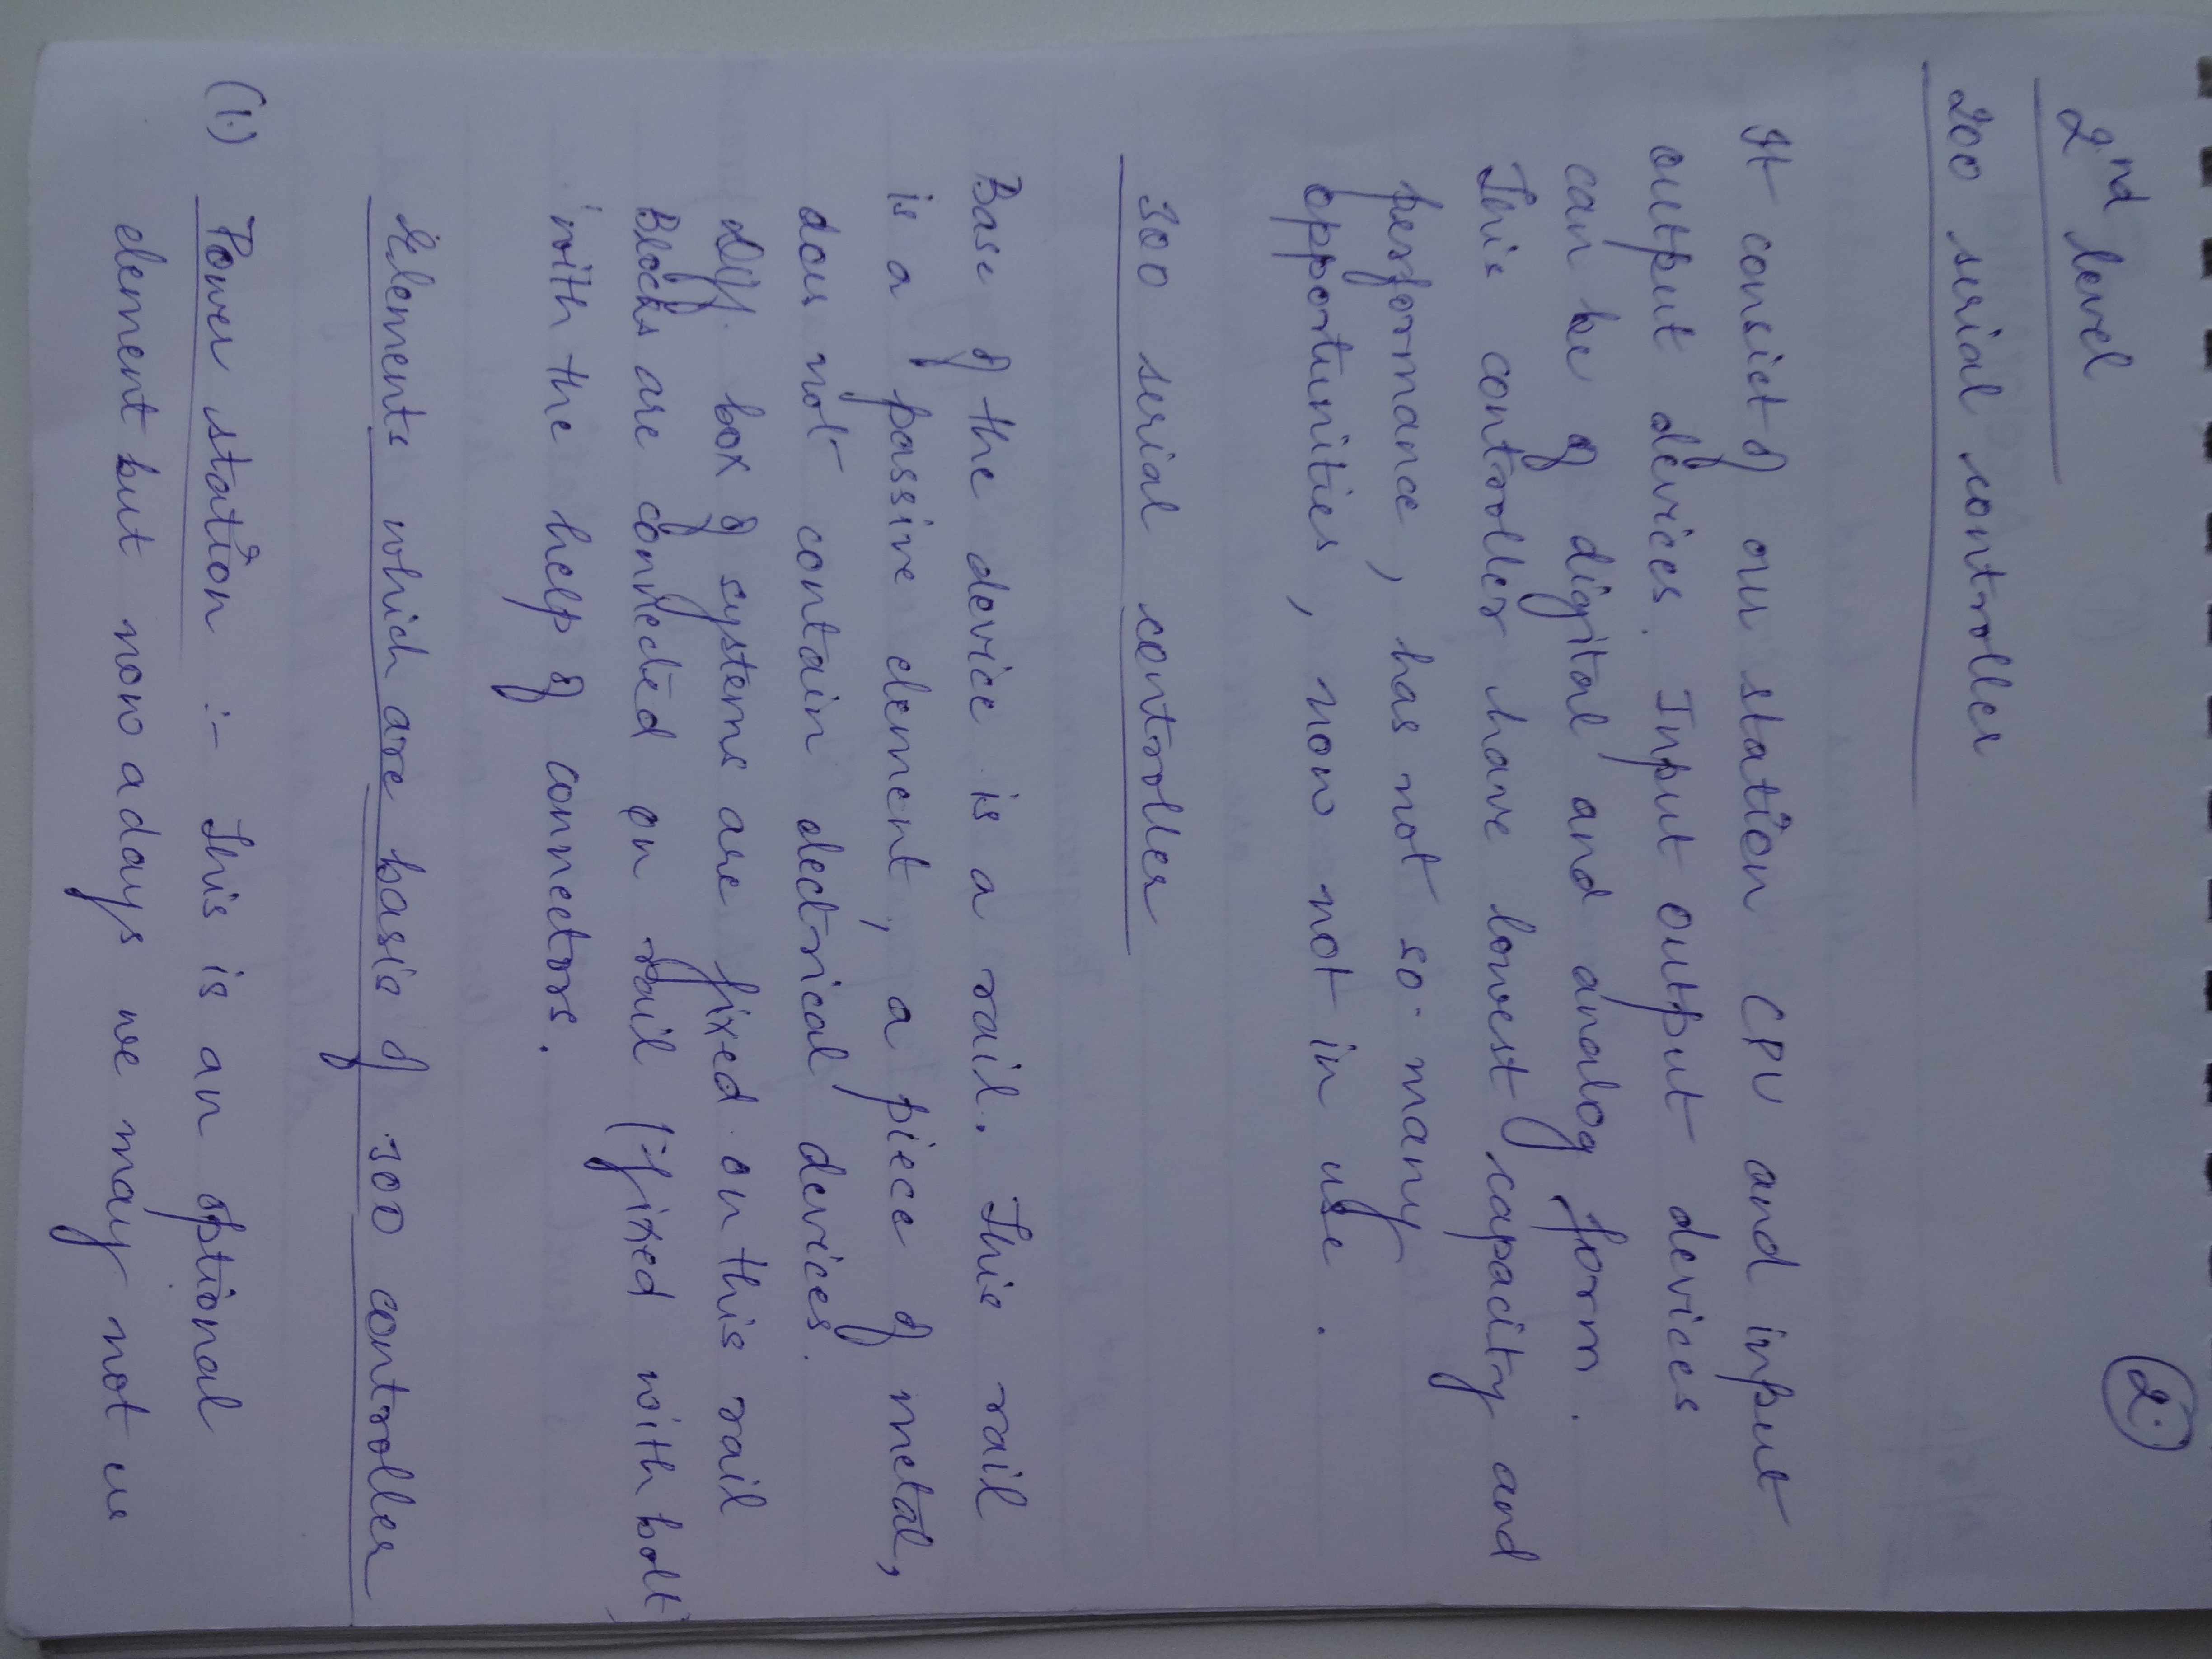 2.
2nd level
200 serial controller
It consist of ou station CPU and input
output devices. Input output devices
can be of digital and analog form.
This controller have lowest capacity and
performance, has not so many
opportunities, now not in use.
300 serial controller
Base of the device is a rail. This rail
is a passive element, a piece of metal,
does not contain electrical devices.
Diff. box of systems are fixed on this rail
Blocks are connected on rail (fixed with bolt)
with the help of connectors.
Elements which are basis of 300 controller
(1.) Power station :- This is an optional
element but now adays we may not us